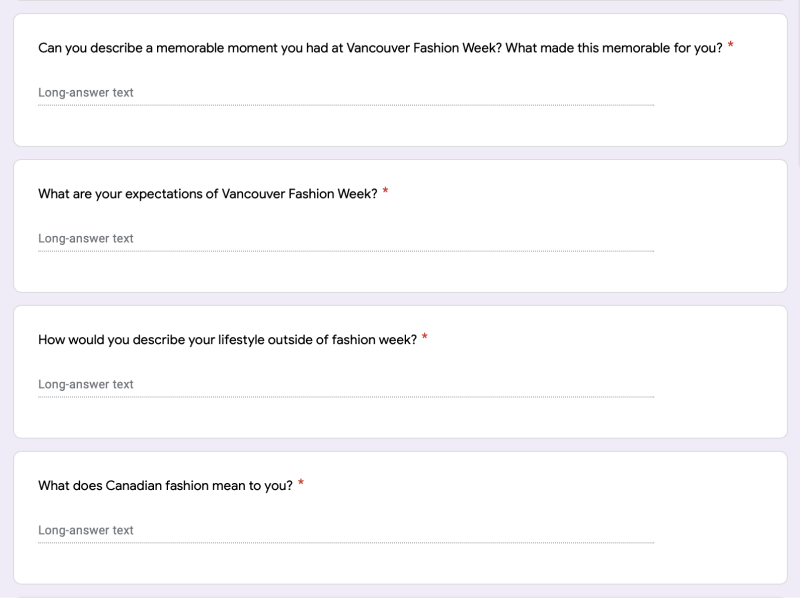 Can you describe a memorable moment you had at Vancouver Fashion Week? What made this memorable for you? *
Long-answer text
What are your expectations of Vancouver Fashion Week? *
Long-answer text
How would you describe your lifestyle outside of fashion week? *
Long-answer text
What does Canadian fashion mean to you? *
Long-answer text